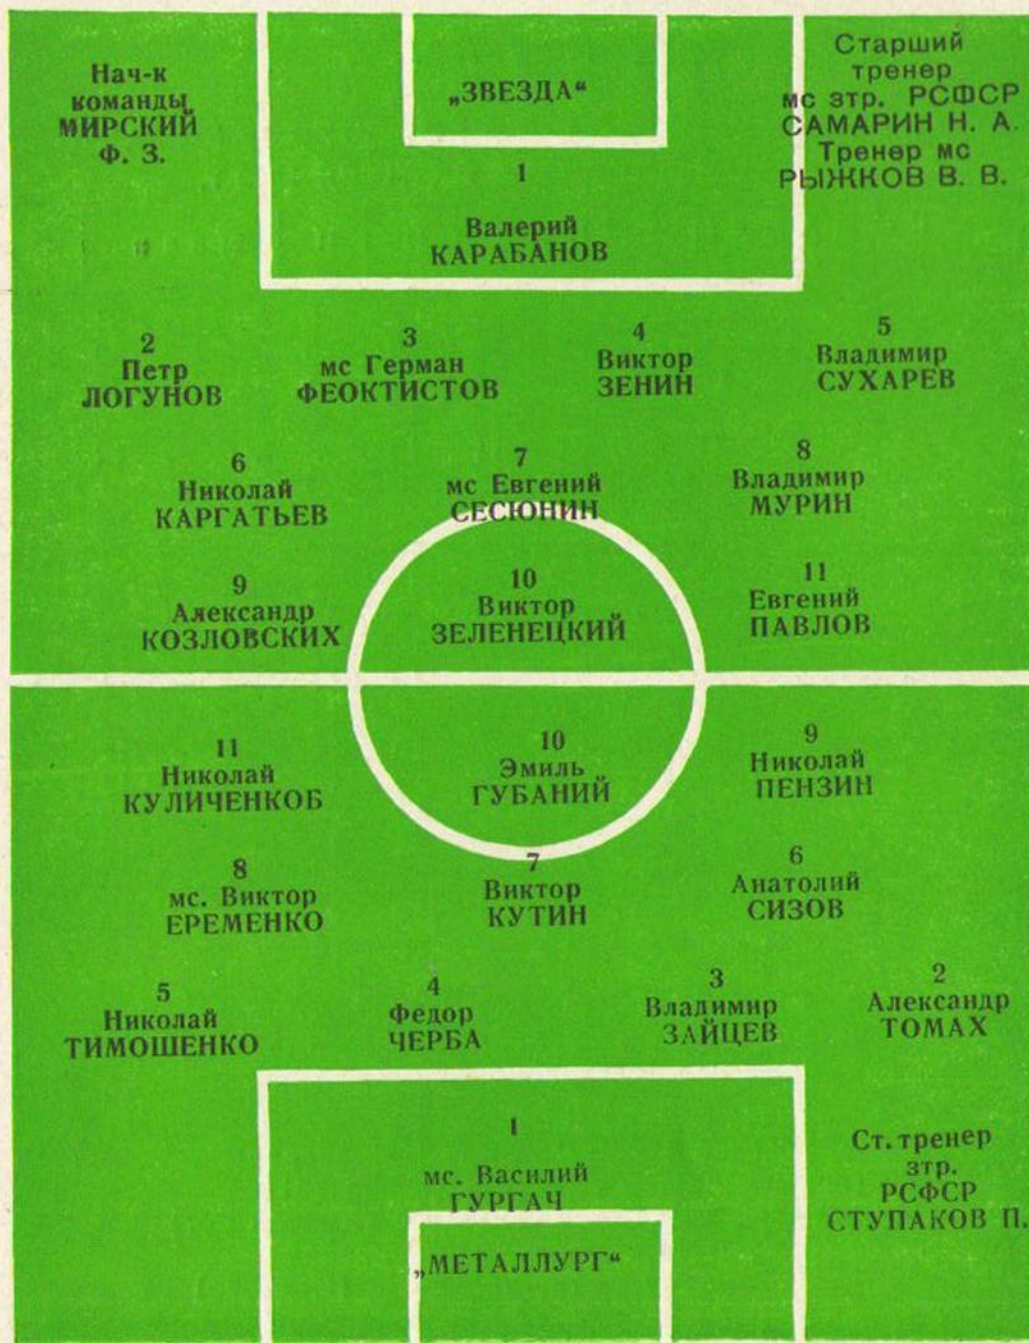 Нач-к
команды
МИРСКИЙ
Ф. З.
„ЗВЕЗДА“
Старший
тренер
мс зтр. РСФСР
САМАРИН Н. А.
Тренер мс
РЫЖКОВ В. В.
1
Валерий
КАРАБАНОВ
2
Петр
ЛОГУНОВ
3
мс Герман
ФЕОКТИСТОВ
4
Виктор
ЗЕНИН
5
Владимир
СУХАРЕВ
6
Николай
КАРГАТЬЕВ
7
мс Евгений
СЕСЮНИН
8
Владимир
МУРИН
9
Александр
КОЗЛОВСКИХ
10
Виктор
ЗЕЛЕНЕЦКИЙ
11
Евгений
ПАВЛОВ
11
Николай
КУЛИЧЕНКОБ
10
Эмиль
ГУБАНИЙ
9
Николай
ПЕНЗИН
8
мс. Виктор
ЕРЕМЕНКО
7
Виктор
КУТИН
6
Анатолий
СИЗОВ
5
Николай
ТИМОШЕНКО
4
Федор
ЧЕРБА
3
Владимир
ЗАЙЦЕВ
2
Александр
ТОМАХ
1
мс. Василий
ГУРГАЧ
Ст. тренер
зтр.
РСФСР
СТУПАКОВ П.
„МЕТАЛЛУРГ“